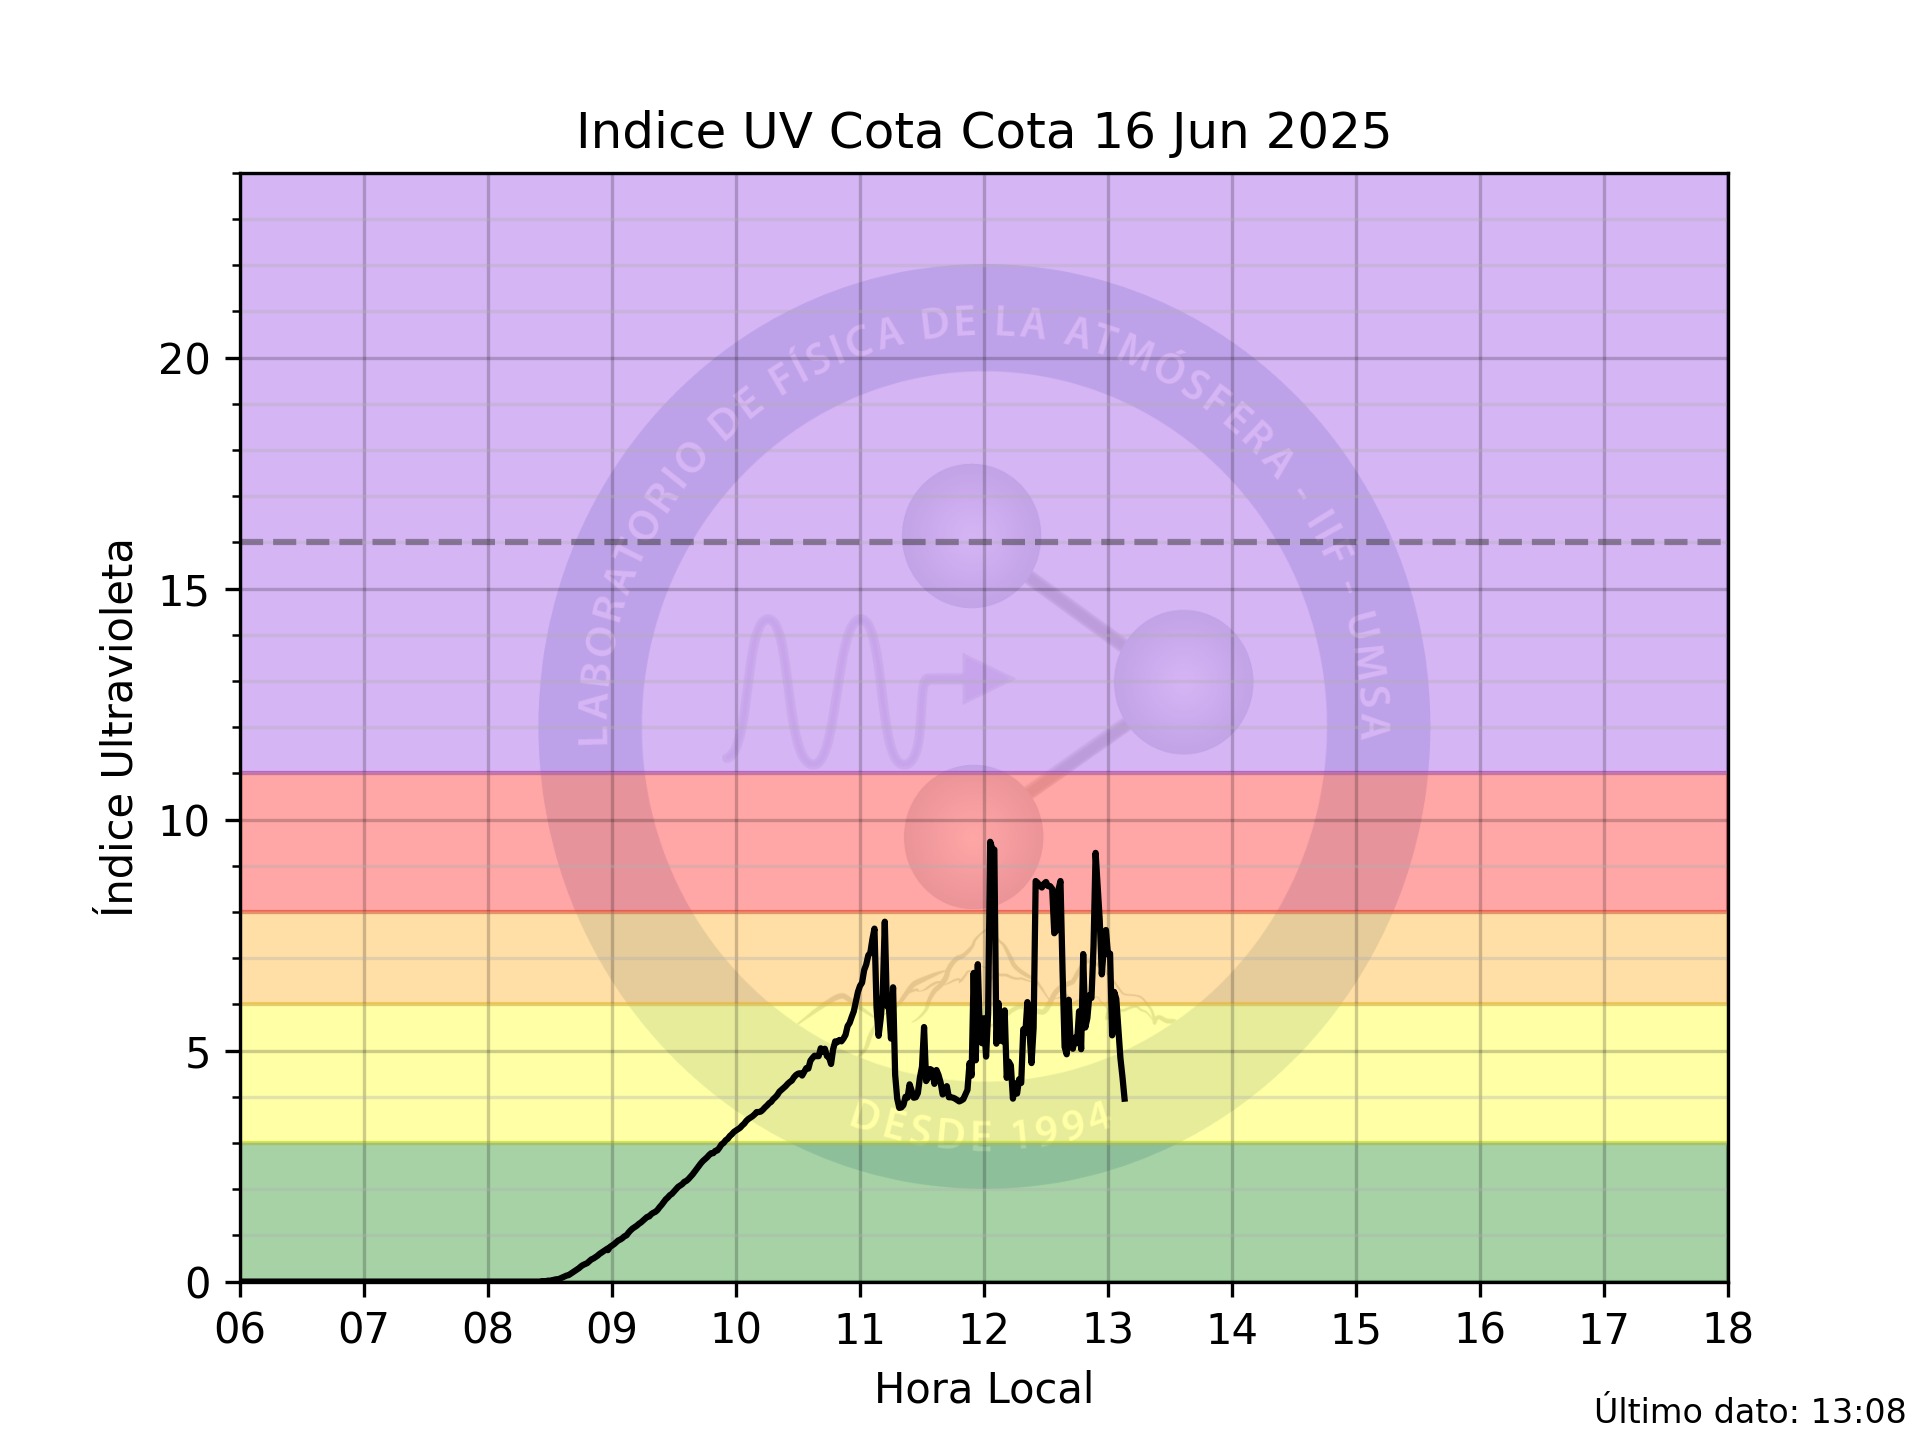 Indice UV Cota Cota 16 Jun 2025
LABORATORIO DE FÍSICA DE LA ATMÓSFERA - IIF - UMSA
20
15
10
5
0
Índice Ultravioleta
DESDE 1994
06 07 08 09 10 11 12 13 14 15 16 17 18
Hora Local
Último dato: 13:08